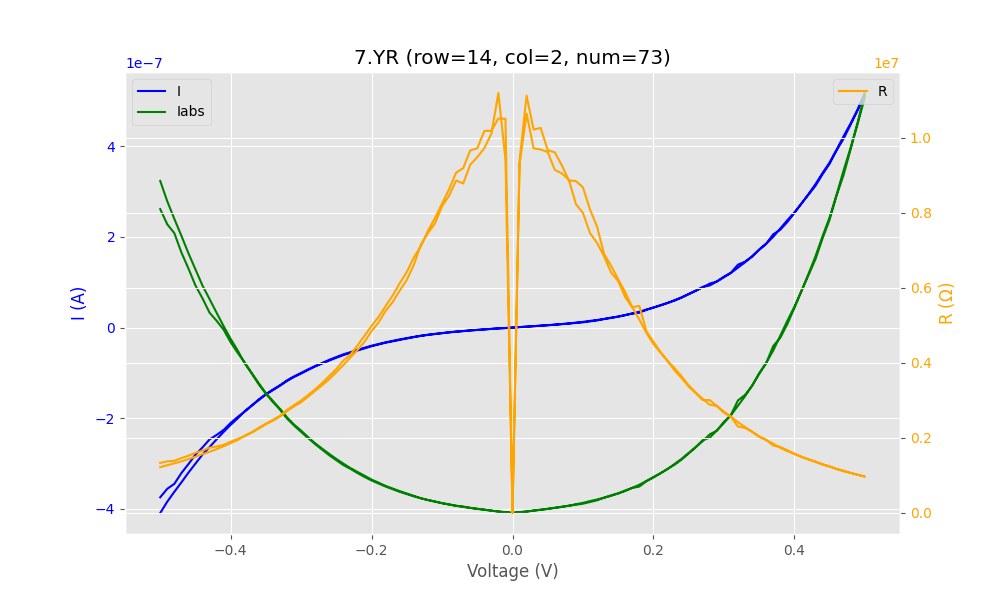 7.YR (row=14, col=2, num=73)
1e−7
1e7
I
Iabs
R
4
2
0
−2
−4
I (A)
1.0
0.8
0.6
0.4
0.2
0.0
R (Ω)
−0.4
−0.2
0.0
0.2
0.4
Voltage (V)